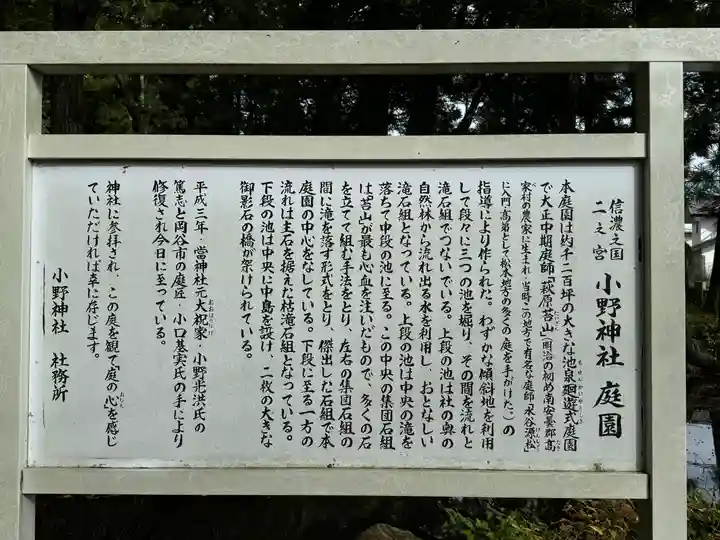 信濃之国
二之宮
小野神社 庭園
本庭園は約千二百坪の大きな池泉廻遊式庭園
で大正中期庭師「萩原苔山」(明治の初め南安曇郡高
家村の農家に生まれ、当時この地方で有名な庭師「永谷源松」
に入門、高弟として松本地方の多くの庭を手がけた。)の
指導により作られた。わずかな傾斜地を利用
して段々に三つの池を堀り、その間を流れと
滝石組でつないでいる。上段の池は社の奥の
自然林から流れ出る水を利用し、おとなしい
滝石組となっている。上段の池は中央の滝を
落ちて中段の池に至る。この中央の集団石組
は「苔山」が最も心血を注いだもので、多くの石
を立てて組む手法をとり、左右の集団石組の
間に滝を落す形式をとり、傑出した石組で本
庭園の中心をなしている。下段に至る一方の
流れは主石を据えた枯滝石組となっている。
下段の池は中央に中島を設け、二枚の大きな
御影石の橋が架けられている。
平成三年、當神社元大祝家・小野光洪氏の
篤志と岡谷市の庭匠、小口基実氏の手により
修復され今日に至っている。
神社に参拝され、この庭を観て庭の心を感じ
ていただければ幸に存じます。
小野神社 社務所